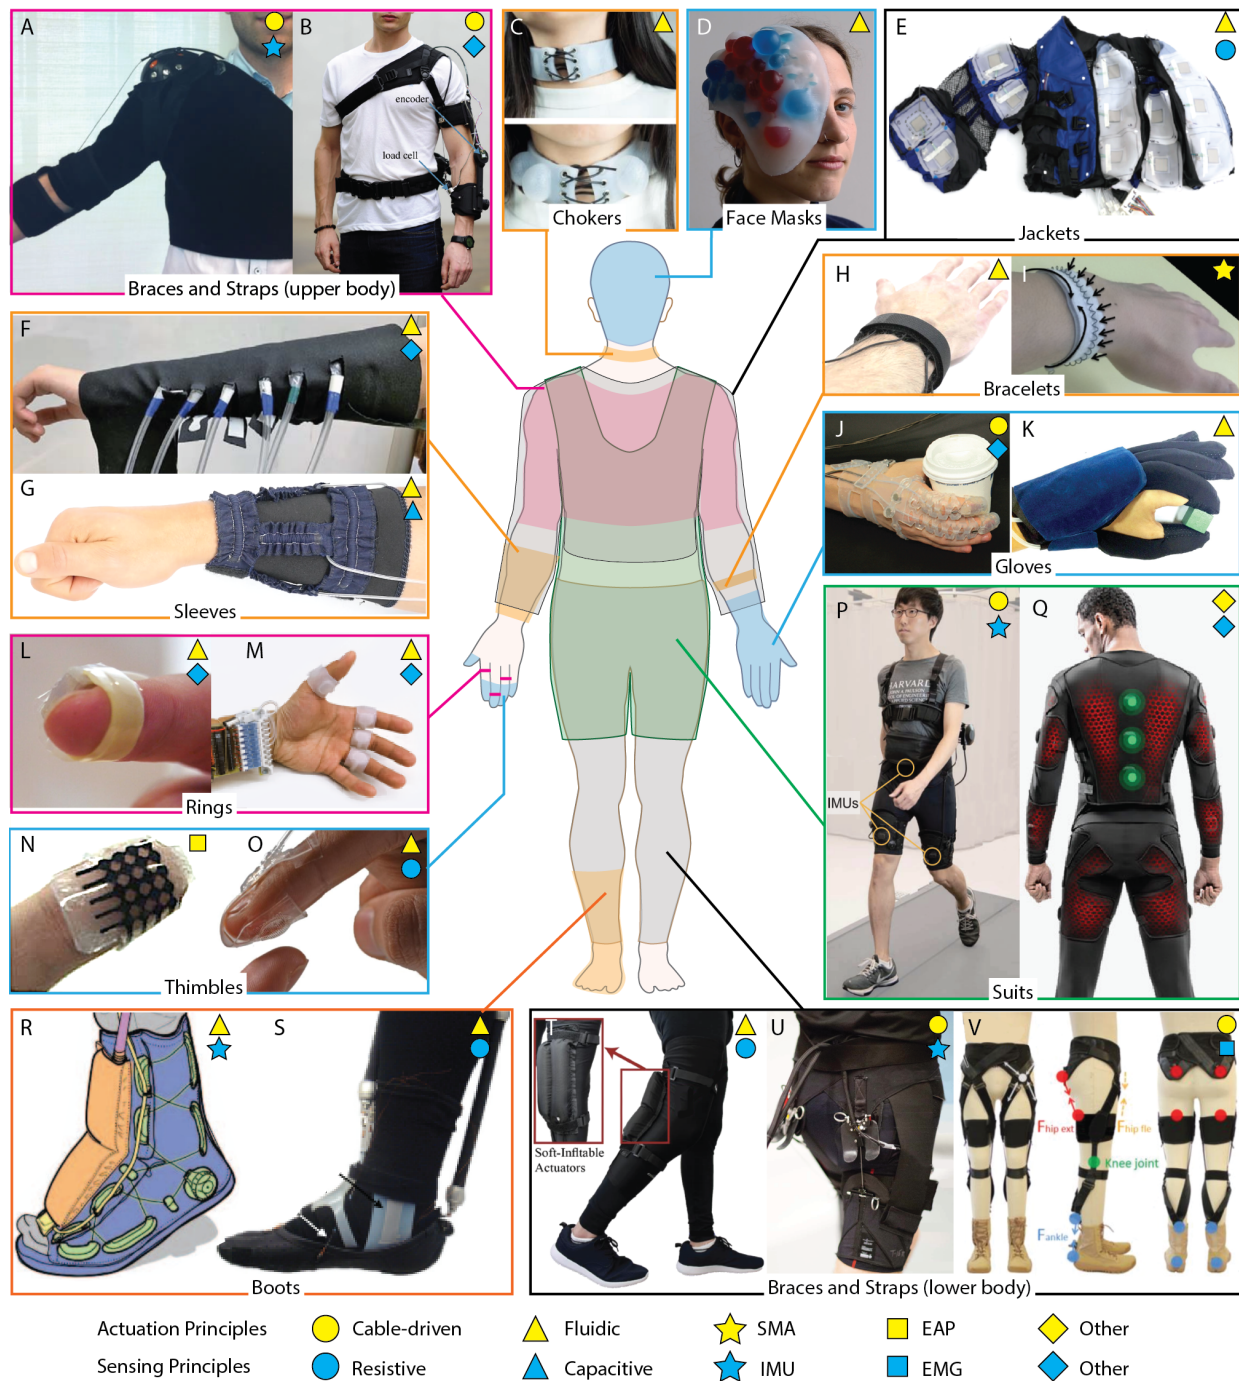 A
B
encoder
load cell
Braces and Straps (upper body)
C
Chokers
D
Face Masks
E
Jackets
F
G
Sleeves
H
I
Bracelets
J
K
Gloves
L
M
Rings
N
O
Thimbles
P
HARVARD
IMUs
Q
Suits
R
S
Boots
T
Soft-Infltable
Actuators
U
V
Fhip ext
Fhip fle
Knee joint
Fankle
Braces and Straps (lower body)
Actuation Principles Cable-driven Fluidic SMA EAP Other
Sensing Principles Resistive Capacitive IMU EMG Other